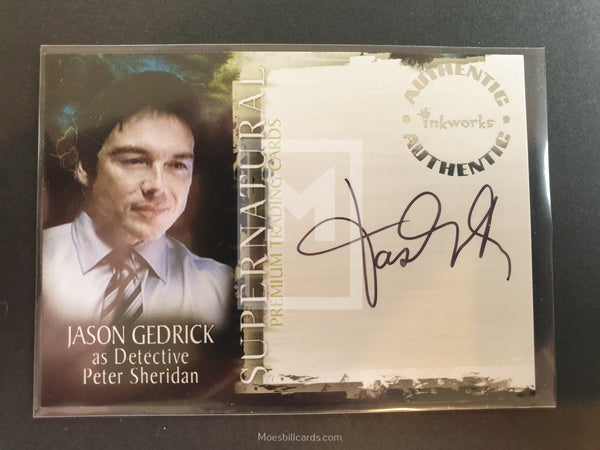 JASON GEDRICK
as Detective
Peter Sheridan
SUPERNATURAL
PREMIUM TRADING CARDS
AUTHENTIC
inkworks
AUTHENTIC
M
Moesbillcards.com